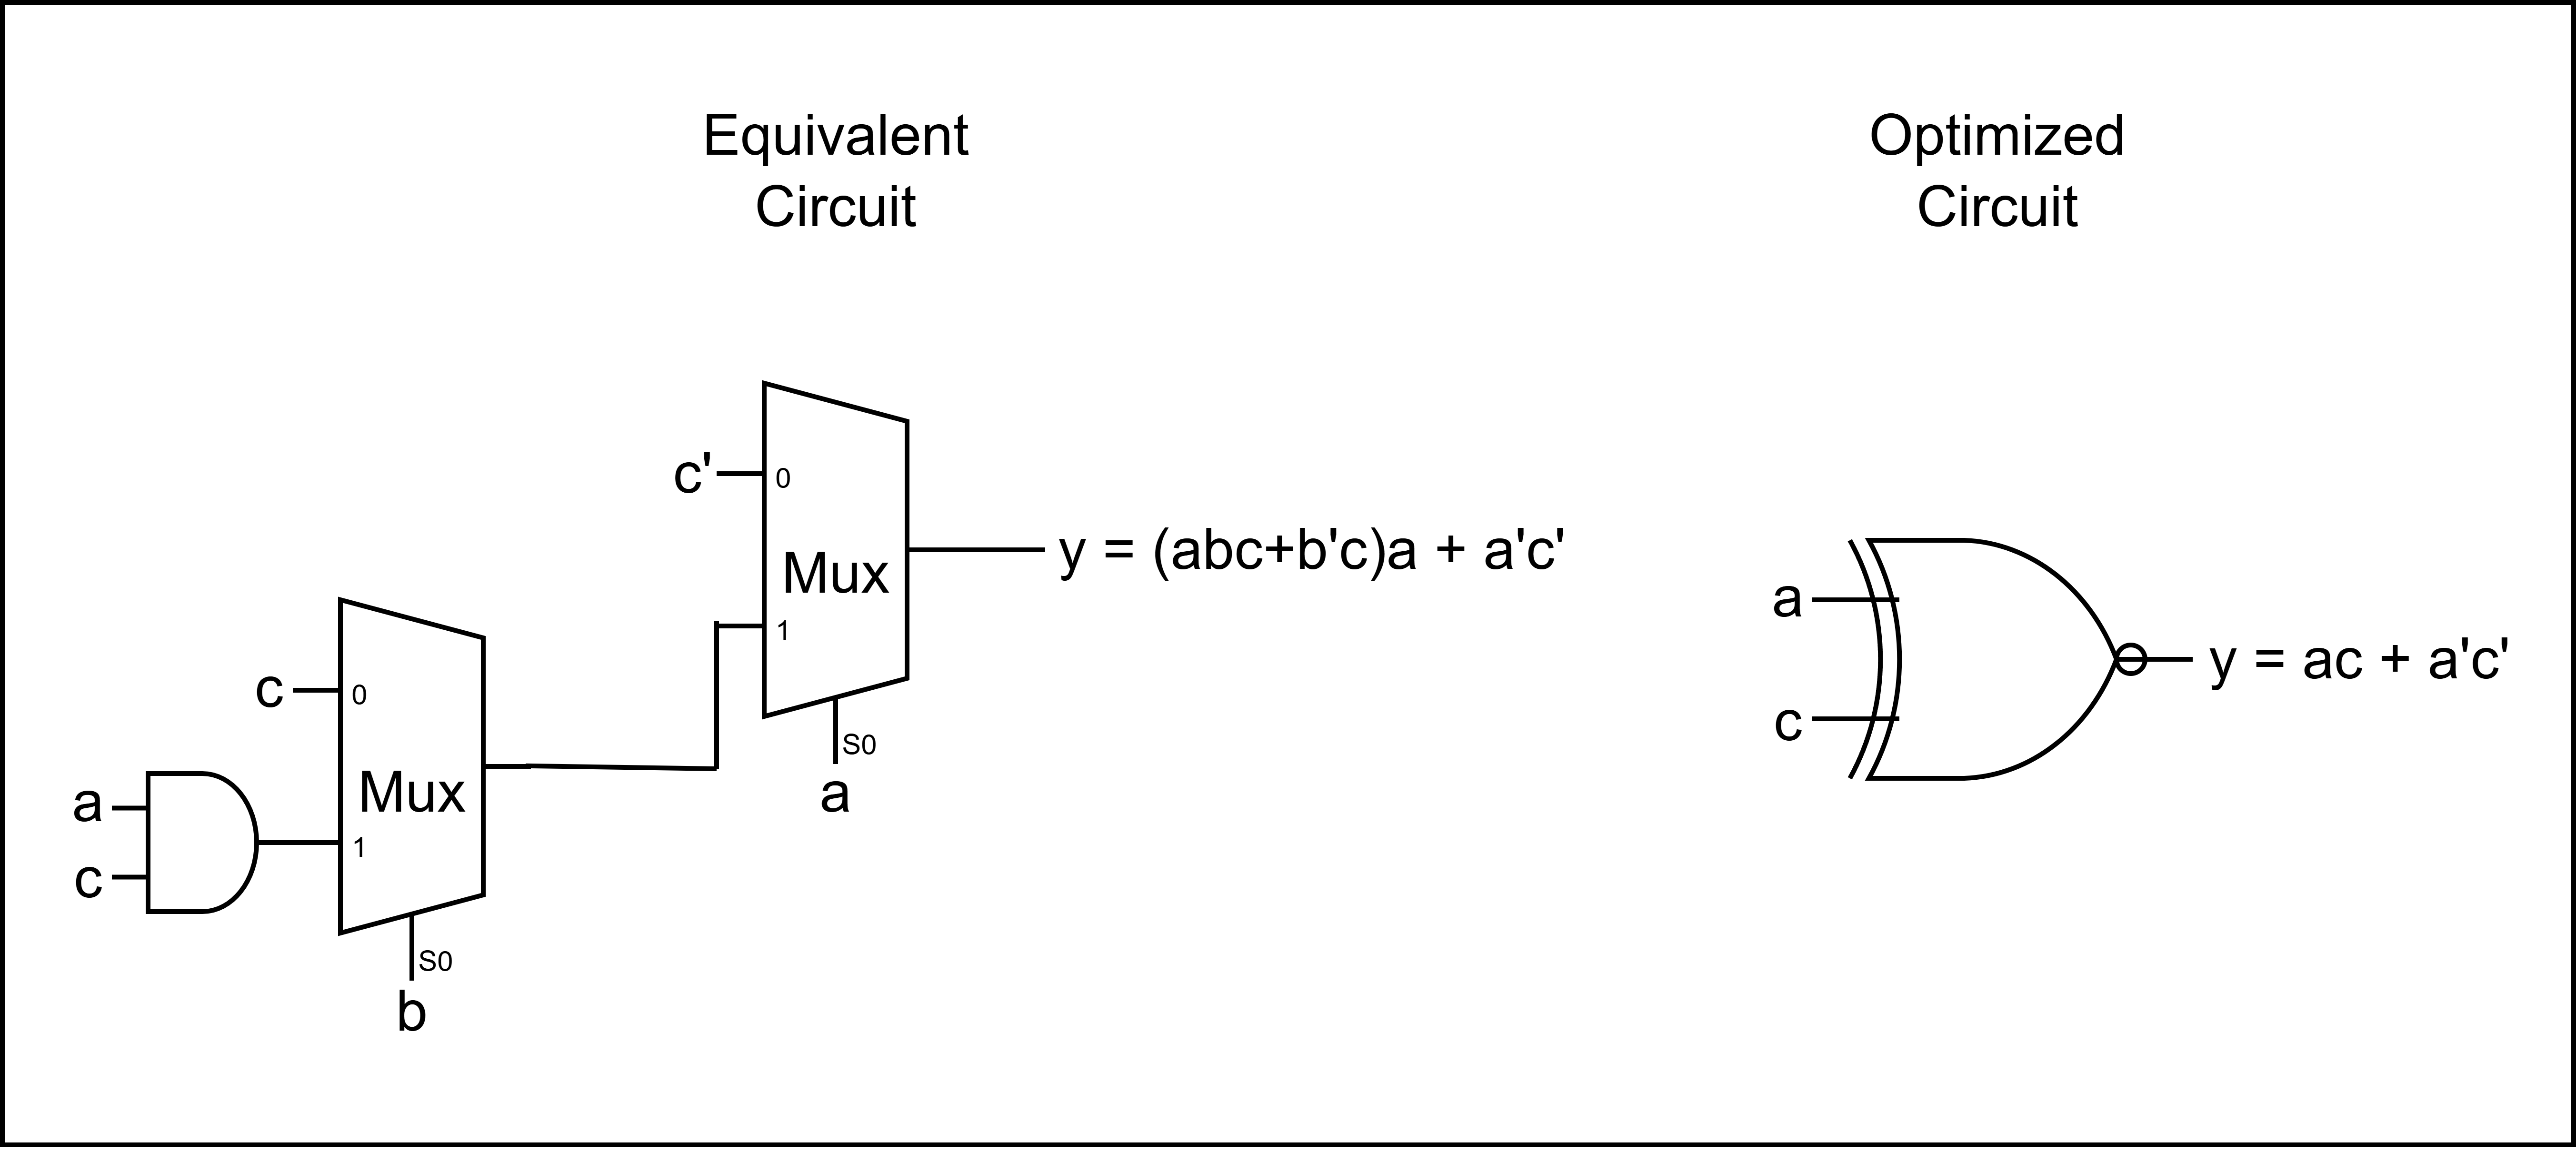 Equivalent
Circuit
Optimized
Circuit
c'
0
Mux
y = (abc+b'c)a + a'c'
1
S0
a
c
0
Mux
a
1
c
S0
b
a
y = ac + a'c'
c